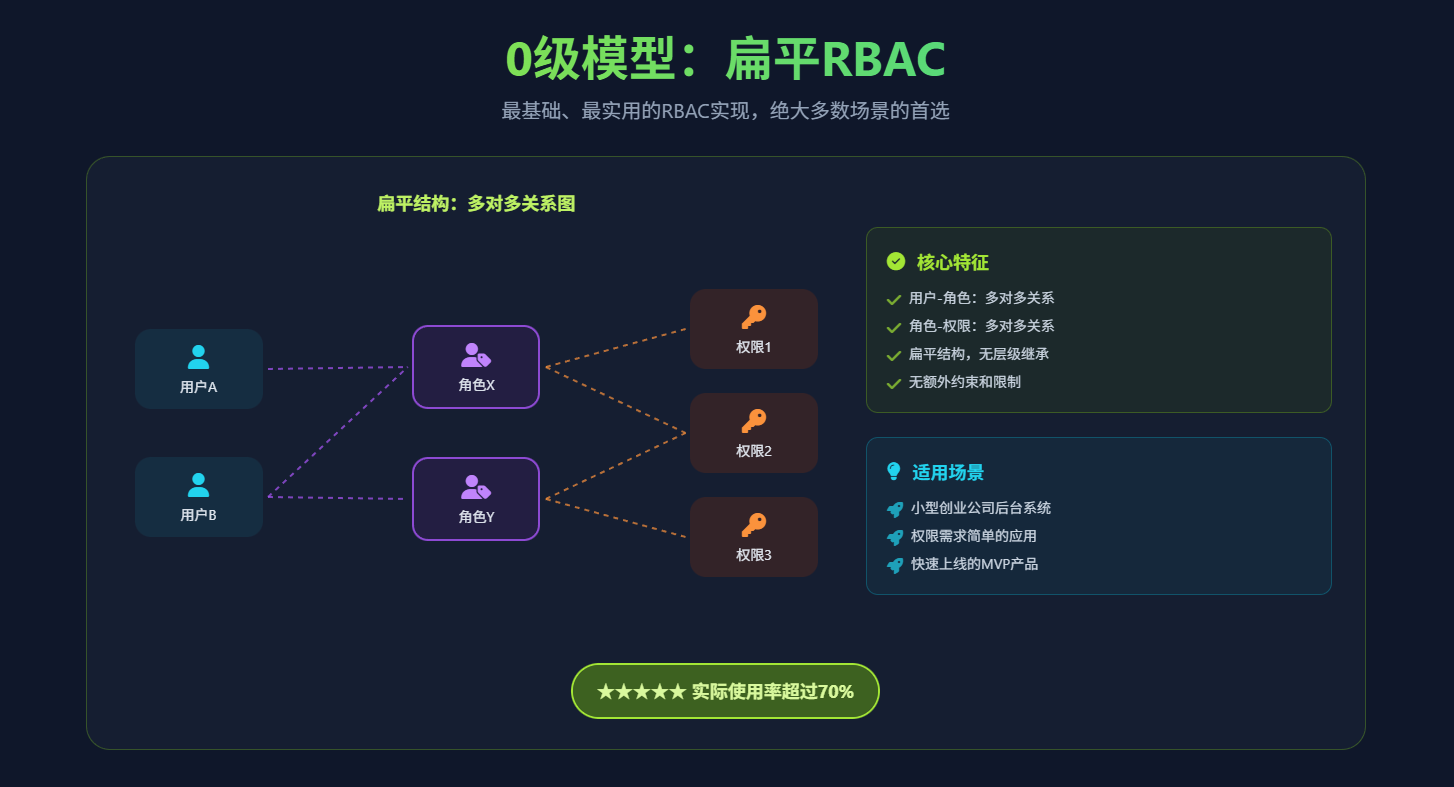 0级模型：扁平RBAC
最基础、最实用的RBAC实现，绝大多数场景的首选
扁平结构：多对多关系图
用户A
用户B
角色X
角色Y
权限1
权限2
权限3
核心特征
用户-角色：多对多关系
角色-权限：多对多关系
扁平结构，无层级继承
无额外约束和限制
适用场景
小型创业公司后台系统
权限需求简单的应用
快速上线的MVP产品
★★★★★ 实际使用率超过70%